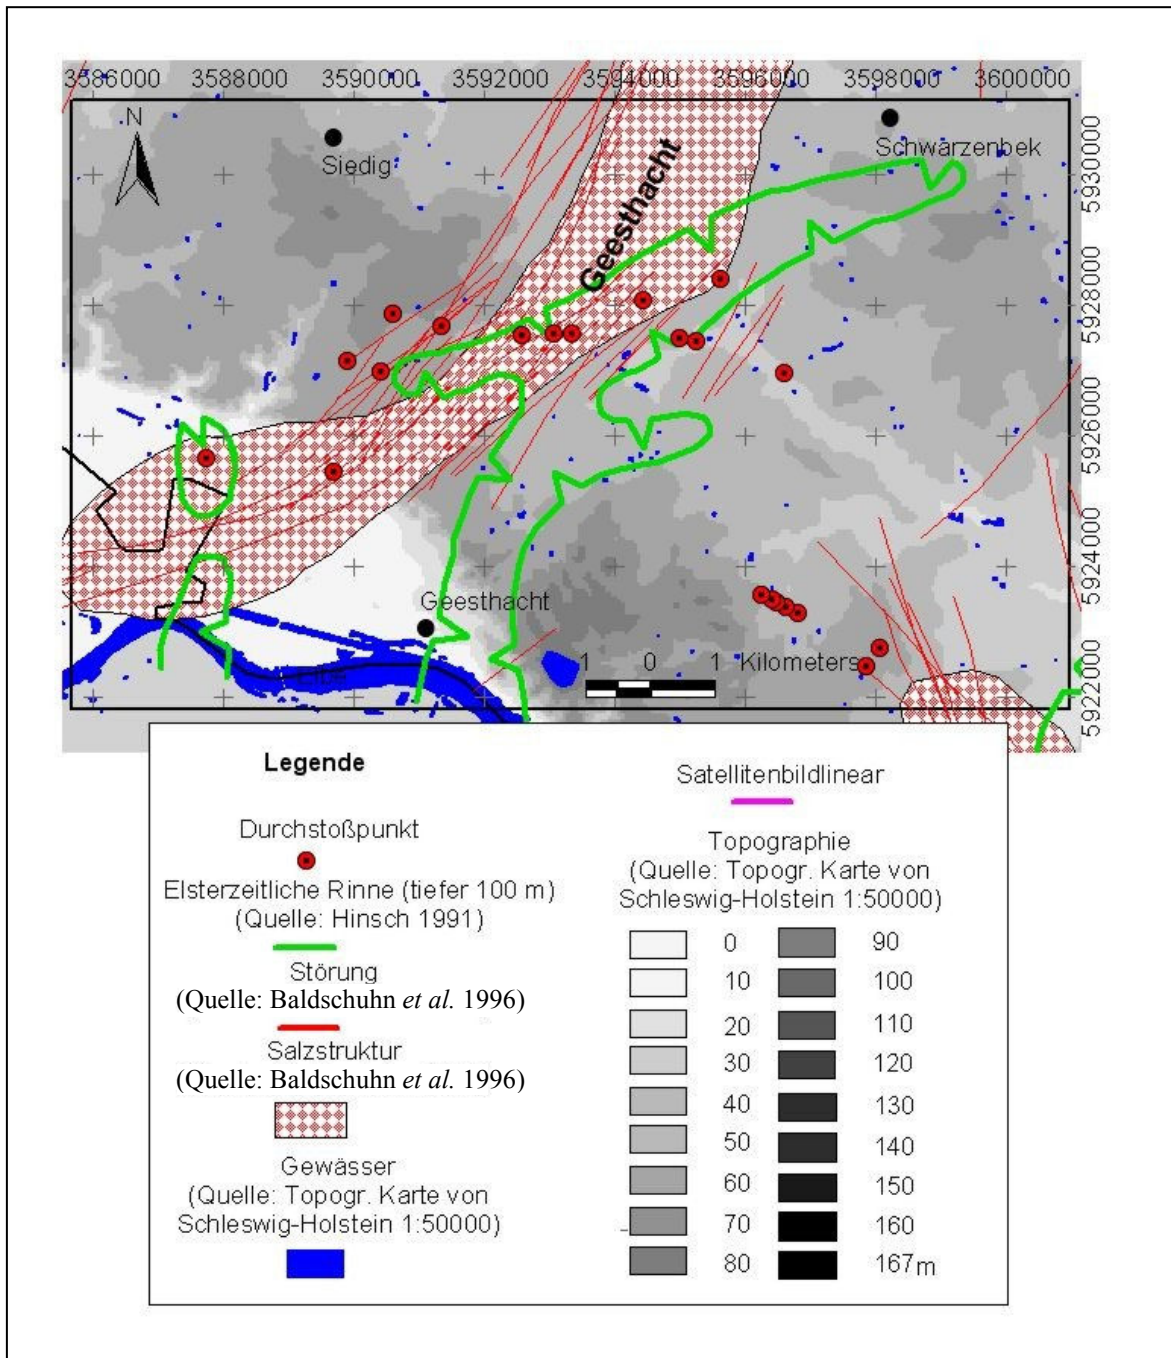 3586000 3588000 3590000 3592000 3594000 3596000 3598000 3600000
N
Siedig
Schwarzenbek
Geesthacht
5930000
5928000
5926000
5924000
5922000
Geesthacht
Elbe
1 0 1 Kilometers
Legende
Durchstoßpunkt
Elsterzeitliche Rinne (tiefer 100 m)
(Quelle: Hinsch 1991)
Störung
(Quelle: Baldschuhn et al. 1996)
Salzstruktur
(Quelle: Baldschuhn et al. 1996)
Gewässer
(Quelle: Topogr. Karte von
Schleswig-Holstein 1:50000)
Satellitenbildlinear
Topographie
(Quelle: Topogr. Karte von
Schleswig-Holstein 1:50000)
0 90
10 100
20 110
30 120
40 130
50 140
60 150
70 160
80 167 m